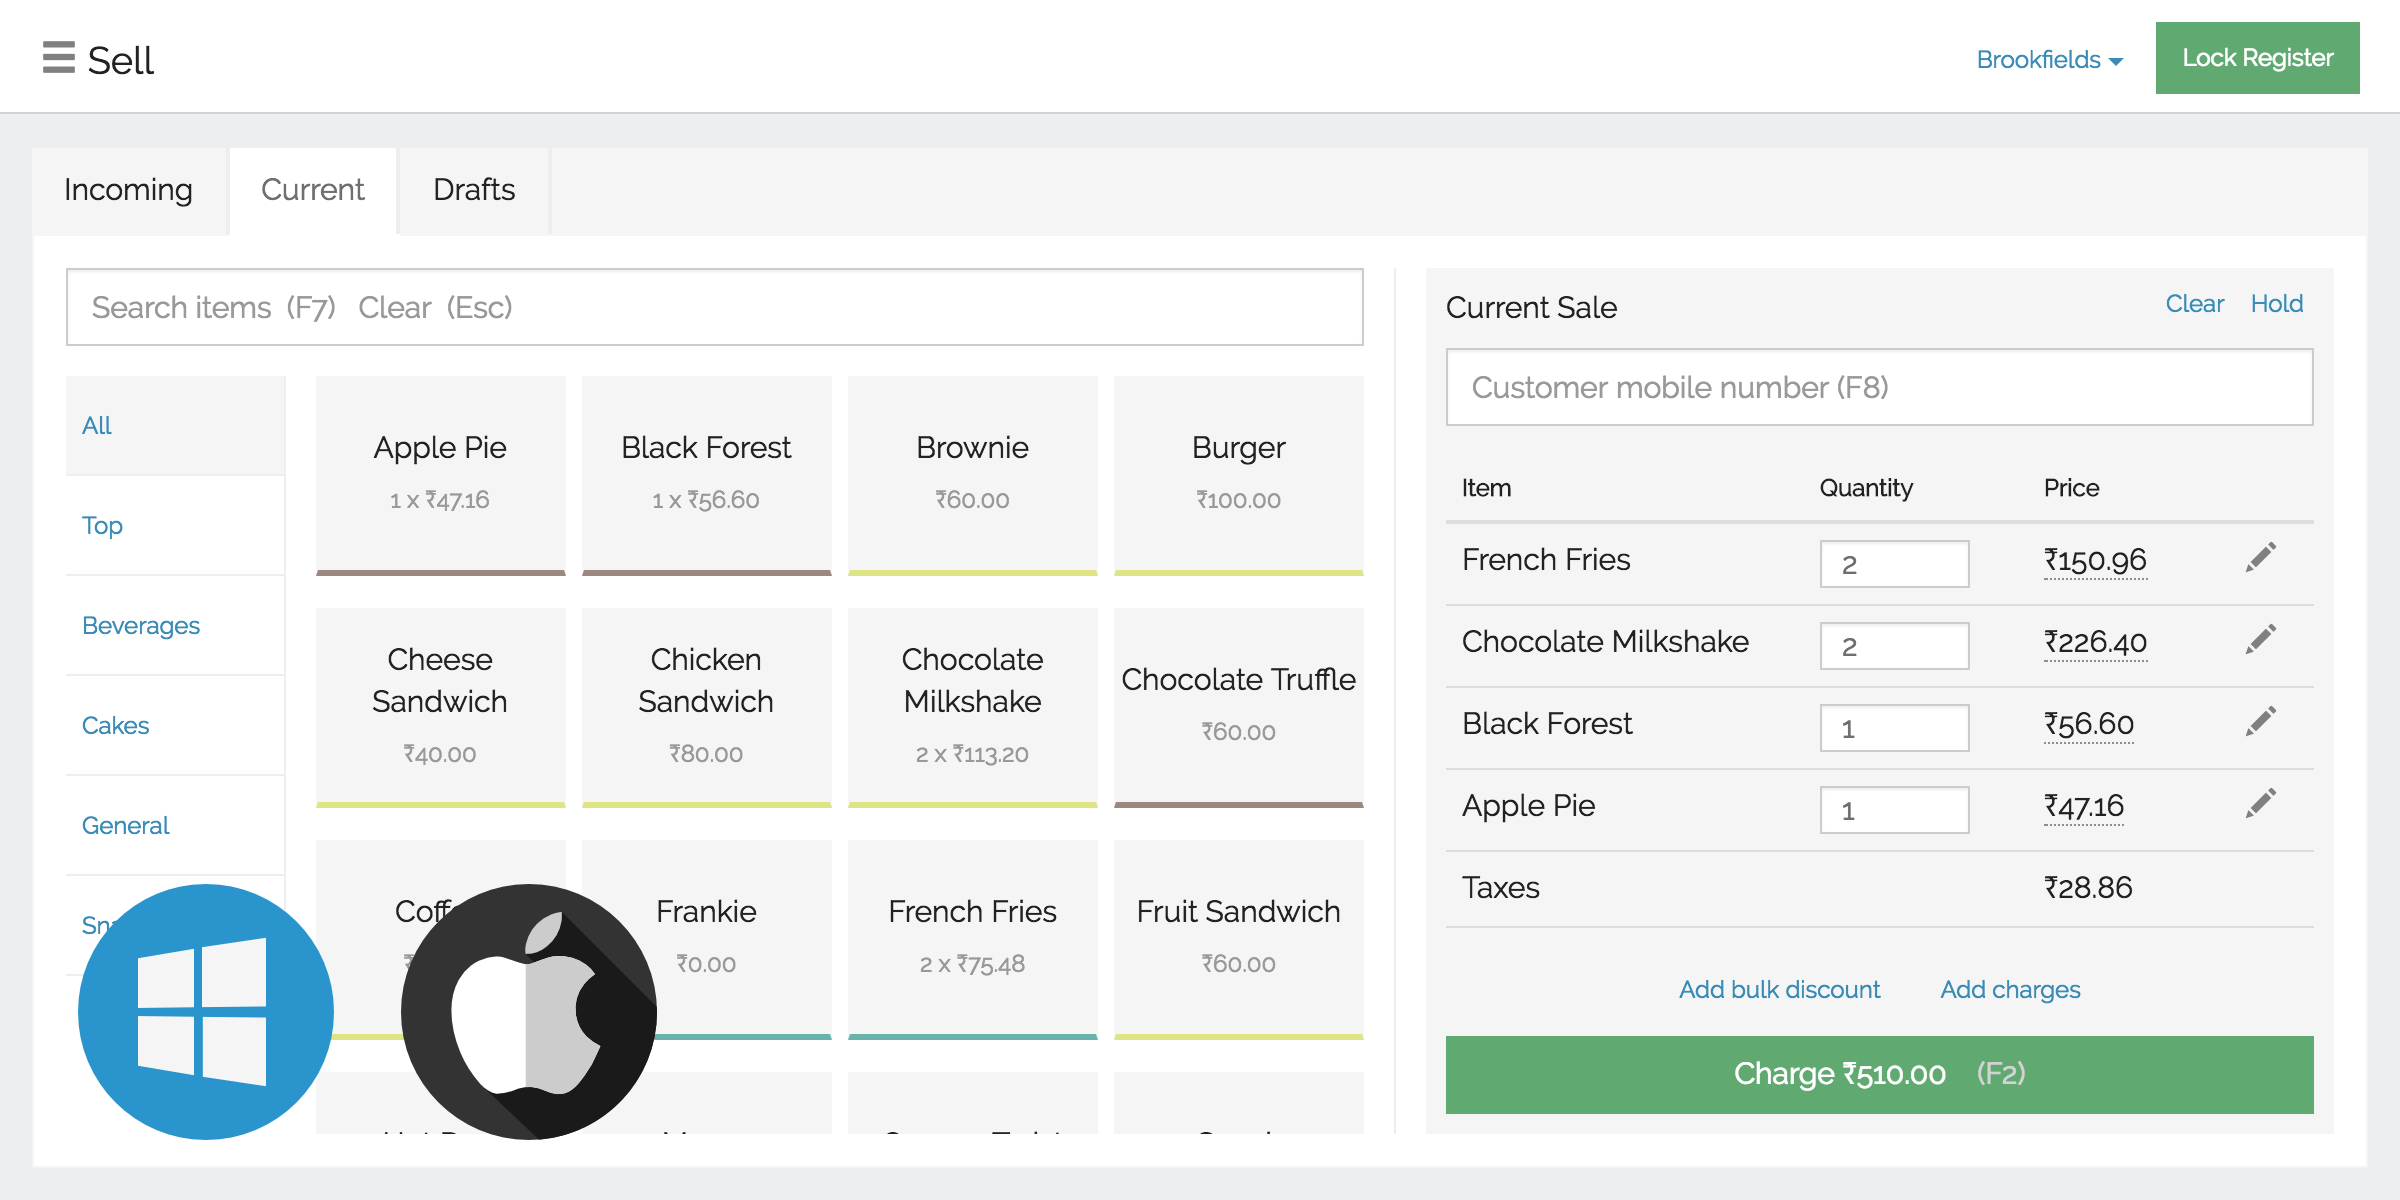 Sell
Brookfields
Lock Register
Incoming
Current
Drafts
Search items (F7) Clear (Esc)
All
Top
Beverages
Cakes
General
Apple Pie
1 x ₹47.16
Black Forest
1 x ₹56.60
Brownie
₹60.00
Burger
₹100.00
Cheese
Sandwich
₹40.00
Chicken
Sandwich
₹80.00
Chocolate
Milkshake
2 x ₹113.20
Chocolate Truffle
₹60.00
Frankie
₹0.00
French Fries
2 x ₹75.48
Fruit Sandwich
₹60.00
Current Sale
Clear
Hold
Customer mobile number (F8)
Item Quantity Price
French Fries 2 ₹150.96
Chocolate Milkshake 2 ₹226.40
Black Forest 1 ₹56.60
Apple Pie 1 ₹47.16
Taxes ₹28.86
Add bulk discount
Add charges
Charge ₹510.00 (F2)